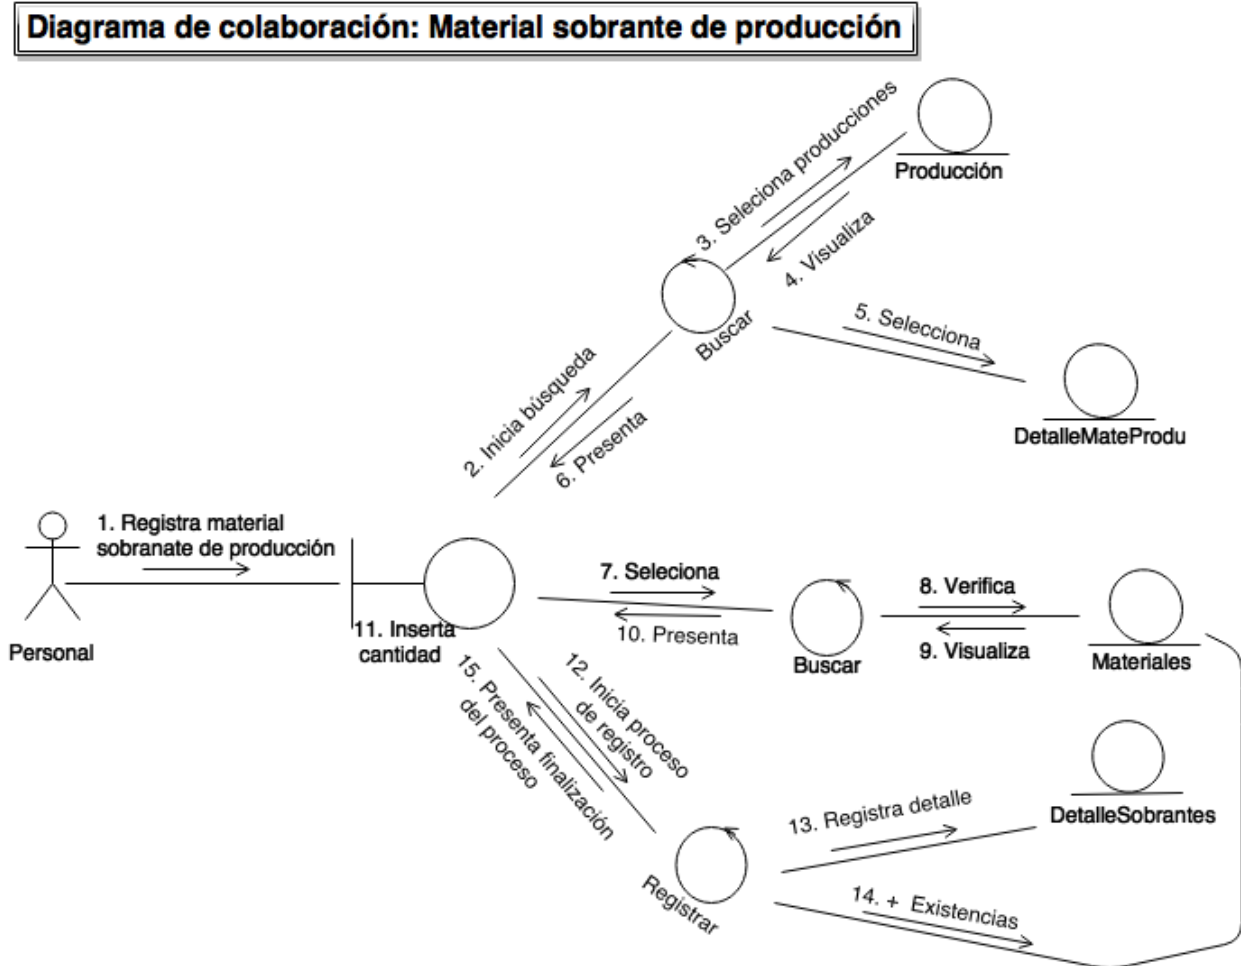 Diagrama de colaboración: Material sobrante de producción
Producción
3. Seleciona producciones
4. Visualiza
Buscar
5. Selecciona
DetalleMateProdu
2. Inicia búsqueda
6. Presenta
1. Registra material
sobranate de producción
Personal
11. Inserta
cantidad
7. Seleciona
10. Presenta
Buscar
8. Verifica
9. Visualiza
Materiales
12. Inicia proceso
de registro
15. Presenta finalización
del proceso
Registrar
13. Registra detalle
DetalleSobrantes
14. + Existencias